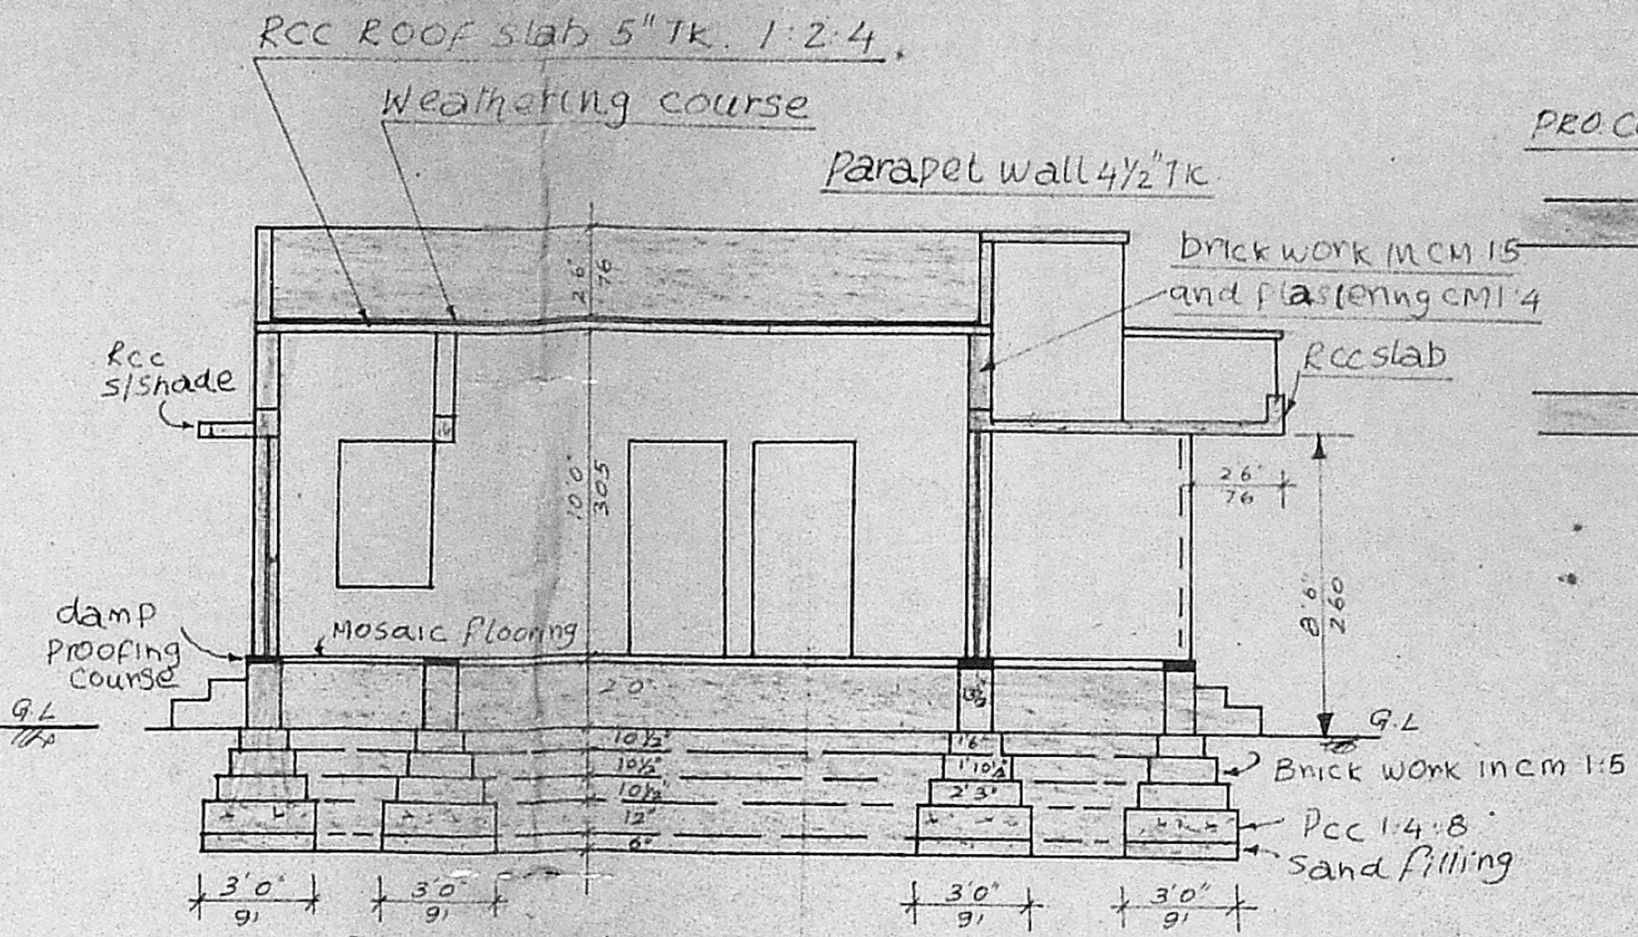 RCC ROOF slab 5" TK. 1:2:4.
Weathering course
PRO. C
Parapet wall 4½" TK
brick work in CM 1:5
and plastering CM 1:4
Rcc slab
Rcc
s/shade
2'6"
76
10'0"
305
2'6"
76
8'6"
260
damp
proofing
course
Mosaic flooring
2'0"
13½"
G.L
G.L
10½"
1'6"
10½"
1'10½"
Brick work in cm 1:5
10½"
2'3"
12"
Pcc 1:4:8
6"
sand filling
3'0"
91
3'0"
91
3'0"
91
3'0"
91